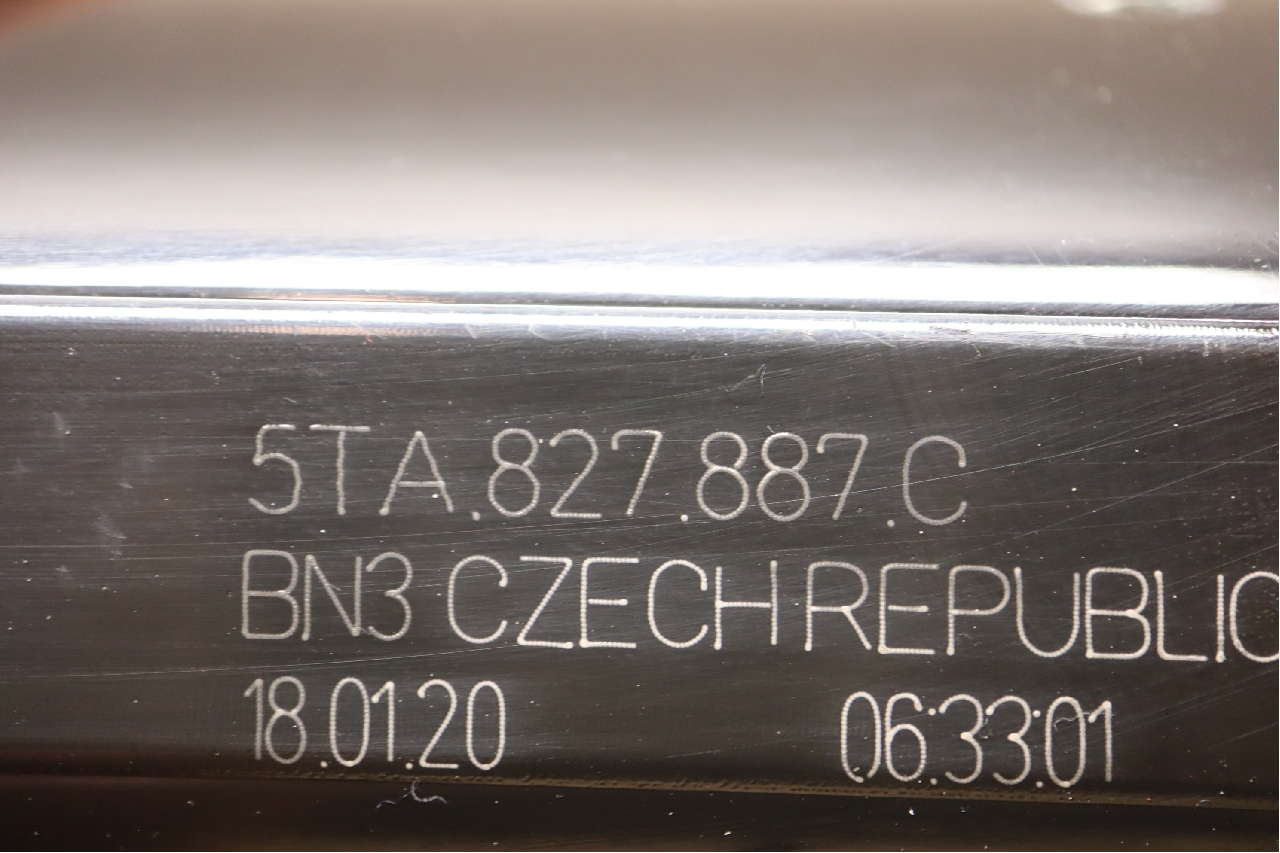 5TA.827.887.C
BN3 CZECH REPUBLIC
18.01.20 06:33:01